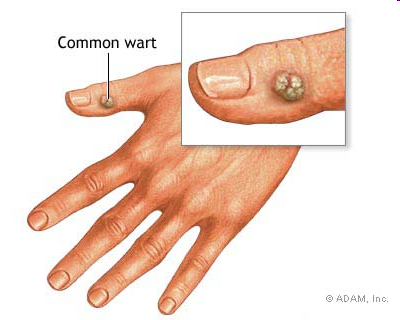 Common wart
® ADAM, Inc.